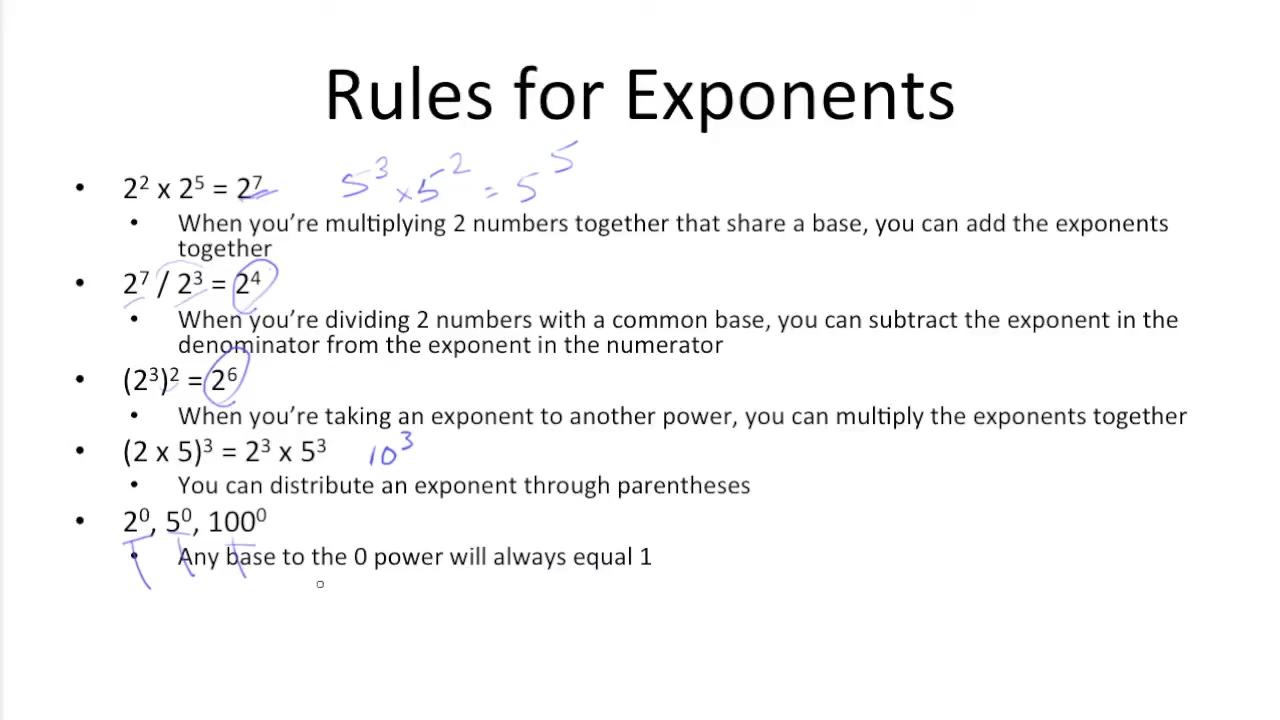 Rules for Exponents
• 2² x 2⁵ = 2⁷ 5³ x 5² = 5⁵
• When you’re multiplying 2 numbers together that share a base, you can add the exponents
together
• 2⁷ / 2³ = 2⁴
• When you’re dividing 2 numbers with a common base, you can subtract the exponent in the
denominator from the exponent in the numerator
• (2³)² = 2⁶
• When you’re taking an exponent to another power, you can multiply the exponents together
• (2 x 5)³ = 2³ x 5³ 10³
• You can distribute an exponent through parentheses
• 2⁰, 5⁰, 100⁰
• Any base to the 0 power will always equal 1